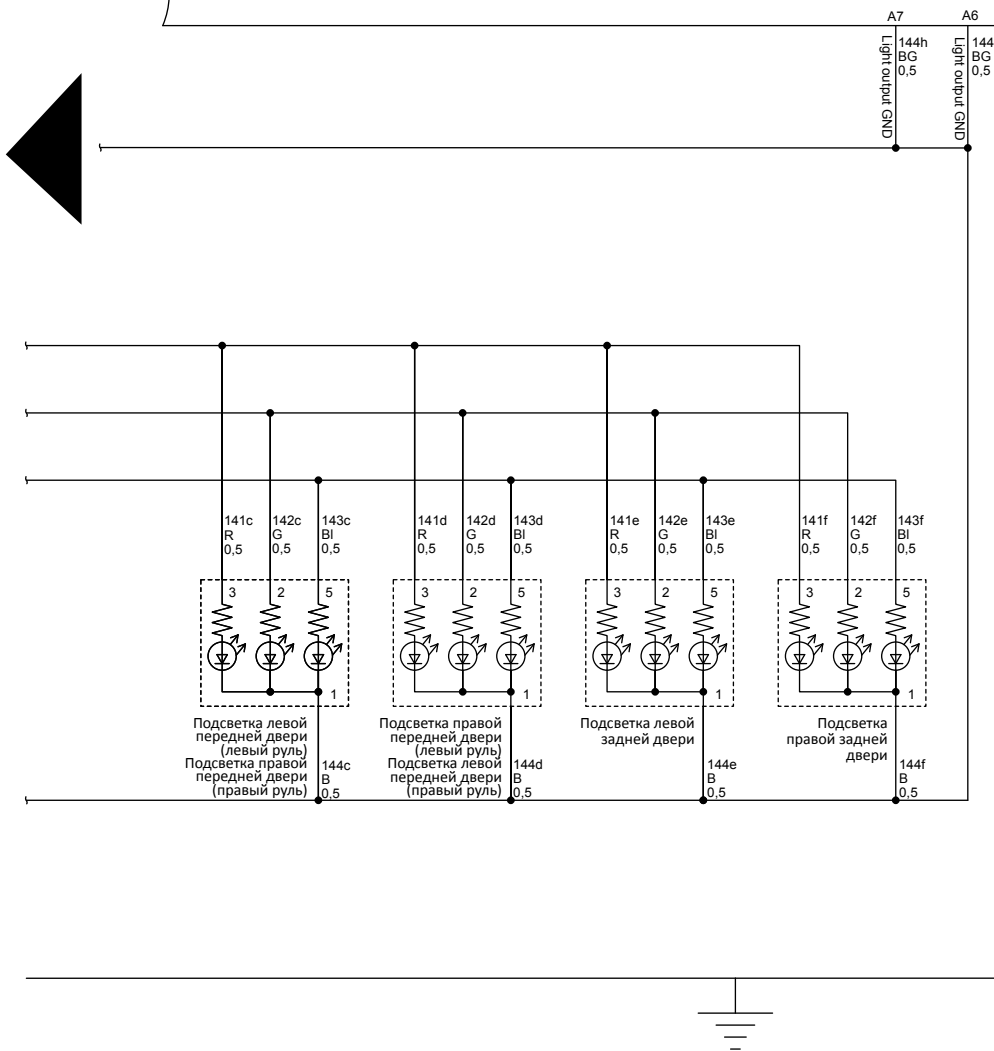 A7
A6
Light output GND
144h
BG
0,5
Light output GND
144
BG
0,5
141c
R
0,5
142c
G
0,5
143c
Bl
0,5
141d
R
0,5
142d
G
0,5
143d
Bl
0,5
141e
R
0,5
142e
G
0,5
143e
Bl
0,5
141f
R
0,5
142f
G
0,5
143f
Bl
0,5
3
2
5
3
2
5
3
2
5
3
2
5
1
1
1
1
Подсветка левой
передней двери
(левый руль)
Подсветка правой
передней двери
(правый руль)
144c
B
0,5
Подсветка правой
передней двери
(левый руль)
Подсветка левой
передней двери
(правый руль)
144d
B
0,5
Подсветка левой
задней двери
144e
B
0,5
Подсветка
правой задней
двери
144f
B
0,5